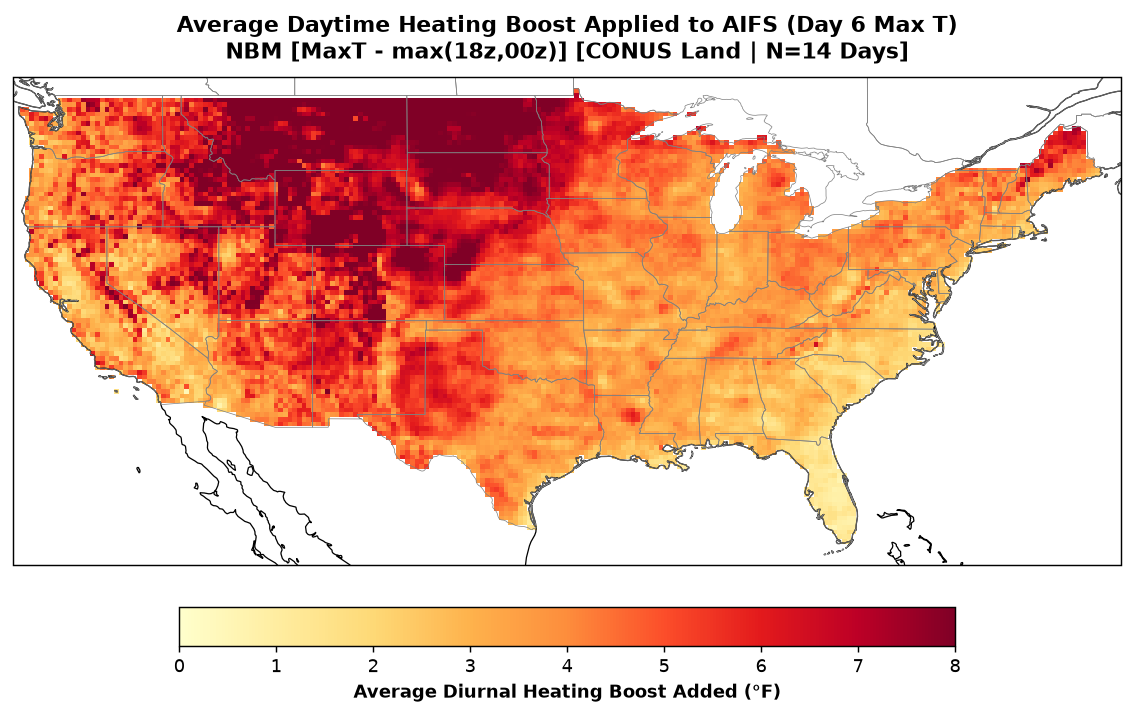 Average Daytime Heating Boost Applied to AIFS (Day 6 Max T)
NBM [MaxT - max(18z,00z)] [CONUS Land | N=14 Days]
0 1 2 3 4 5 6 7 8
Average Diurnal Heating Boost Added (°F)